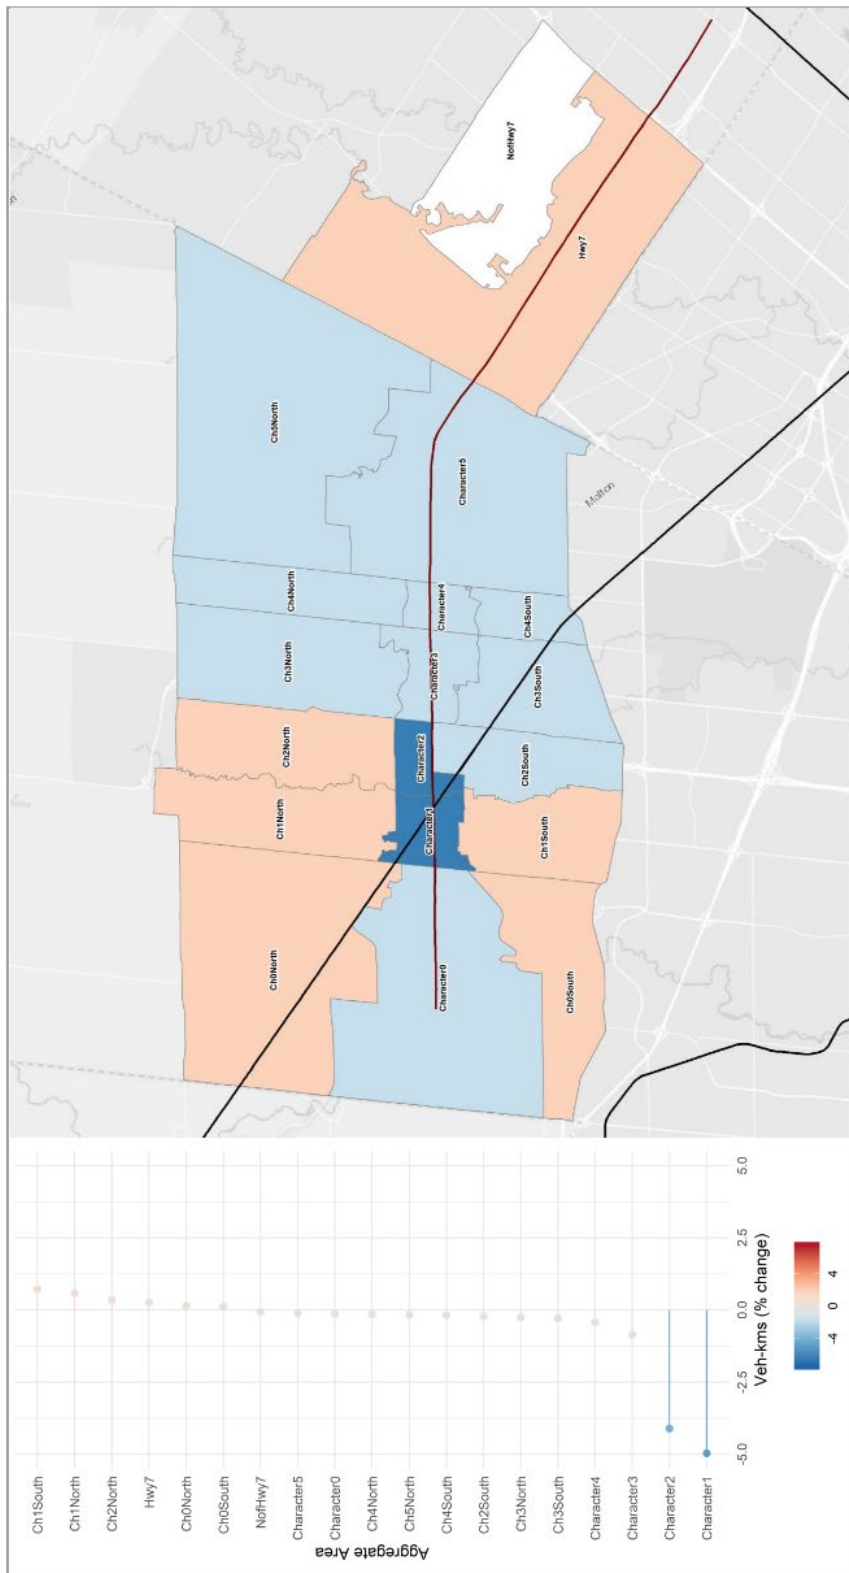 Ch1South
Ch1North
Ch2North
Hwy7
Ch0North
Ch0South
NofHwy7
Character5
Character0
Ch4North
Ch5North
Ch4South
Ch2South
Ch3North
Ch3South
Character4
Character3
Character2
Character1
Aggregate Area
-5.0
-2.5
0.0
2.5
5.0
Veh-kms (% change)
-4
0
4
Ch0North
Ch1North
Ch2North
Ch3North
Ch4North
Ch5North
NofHwy7
Hwy7
Character0
Character1
Character2
Character3
Character4
Character5
Ch0South
Ch1South
Ch2South
Ch3South
Ch4South
Malton